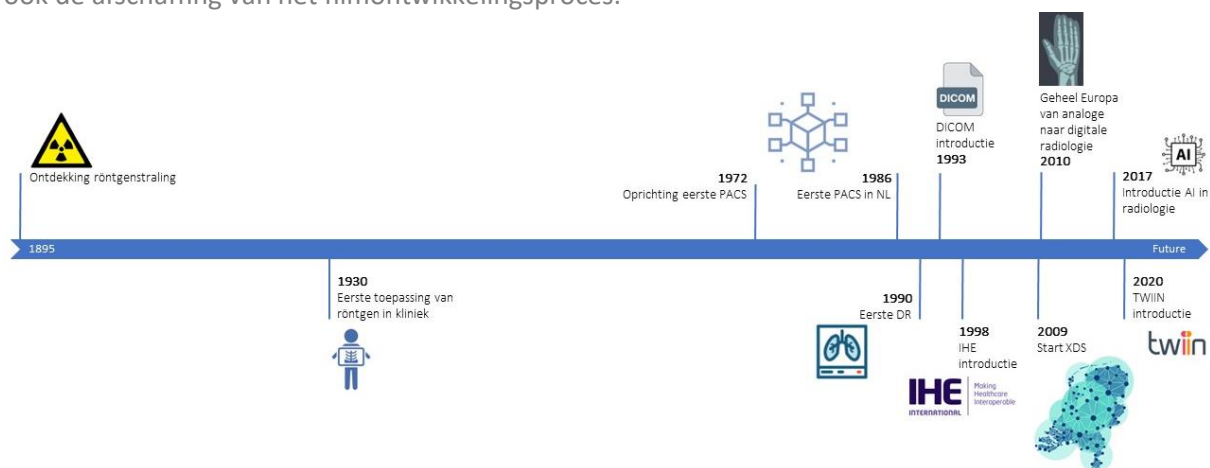 ook de afschaffing van het filmontwikkelingsproces.
Ontdekking röntgenstraling
1972
Oprichting eerste PACS
1986
Eerste PACS in NL
DICOM
DICOM
introductie
1993
Geheel Europa
van analoge
naar digitale
radiologie
2010
AI
2017
Introductie AI in
radiologie
1895
Future
1930
Eerste toepassing van
röntgen in kliniek
1990
Eerste DR
1998
IHE
introductie
IHE
INTERNATIONAL
Making
Healthcare
Interoperable
2009
Start XDS
2020
TWIIN
introductie
twiin